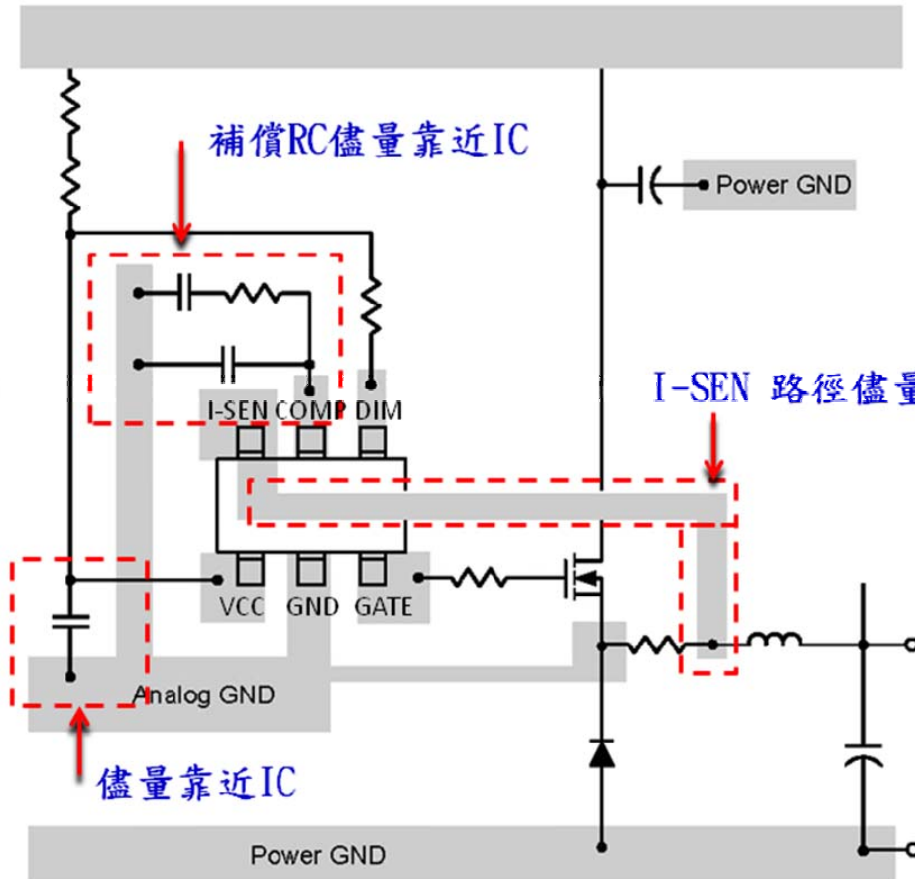 補償RC儘量靠近IC
Power GND
I-SEN COMP DIM
I-SEN 路徑儘量
VCC GND GATE
Analog GND
儘量靠近IC
Power GND